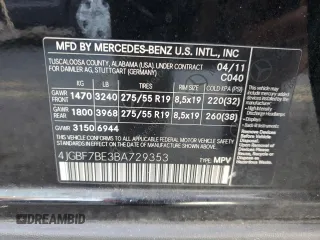 MFD BY MERCEDES-BENZ U.S. INTL., INC
TUSCALOOSA COUNTY, ALABAMA (USA) UNDER CONTRACT
FOR DAIMLER AG, STUTTGART (GERMANY)
04/11
C040
KG LB COLD KPA (PSI)
GAWR FRONT 1470 3240 275/55 R19 8,5x19 220(32)
GAWR REAR 1800 3968 275/55 R19 8,5x19 260(38)
GVWR 3150 6944
THIS VEHICLE CONFORMS TO ALL APPLICABLE
FEDERAL MOTOR VEHICLE SAFETY STANDARDS
IN EFFECT ON THE DATE OF MANUFACTURE
SHOWN ABOVE
4JGBF7BE3BA729353
TYPE: MPV
DREAMBID